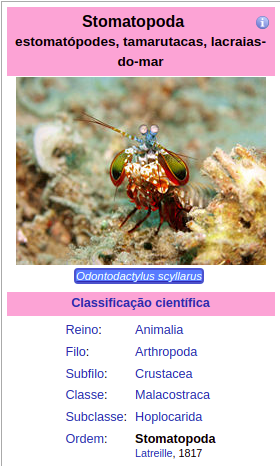 Stomatopoda
estomatópodes, tamarutacas, lacraias-
do-mar
Odontodactylus scyllarus
Classificação científica
Reino: Animalia
Filo: Arthropoda
Subfilo: Crustacea
Classe: Malacostraca
Subclasse: Hoplocarida
Ordem: Stomatopoda
Latreille, 1817